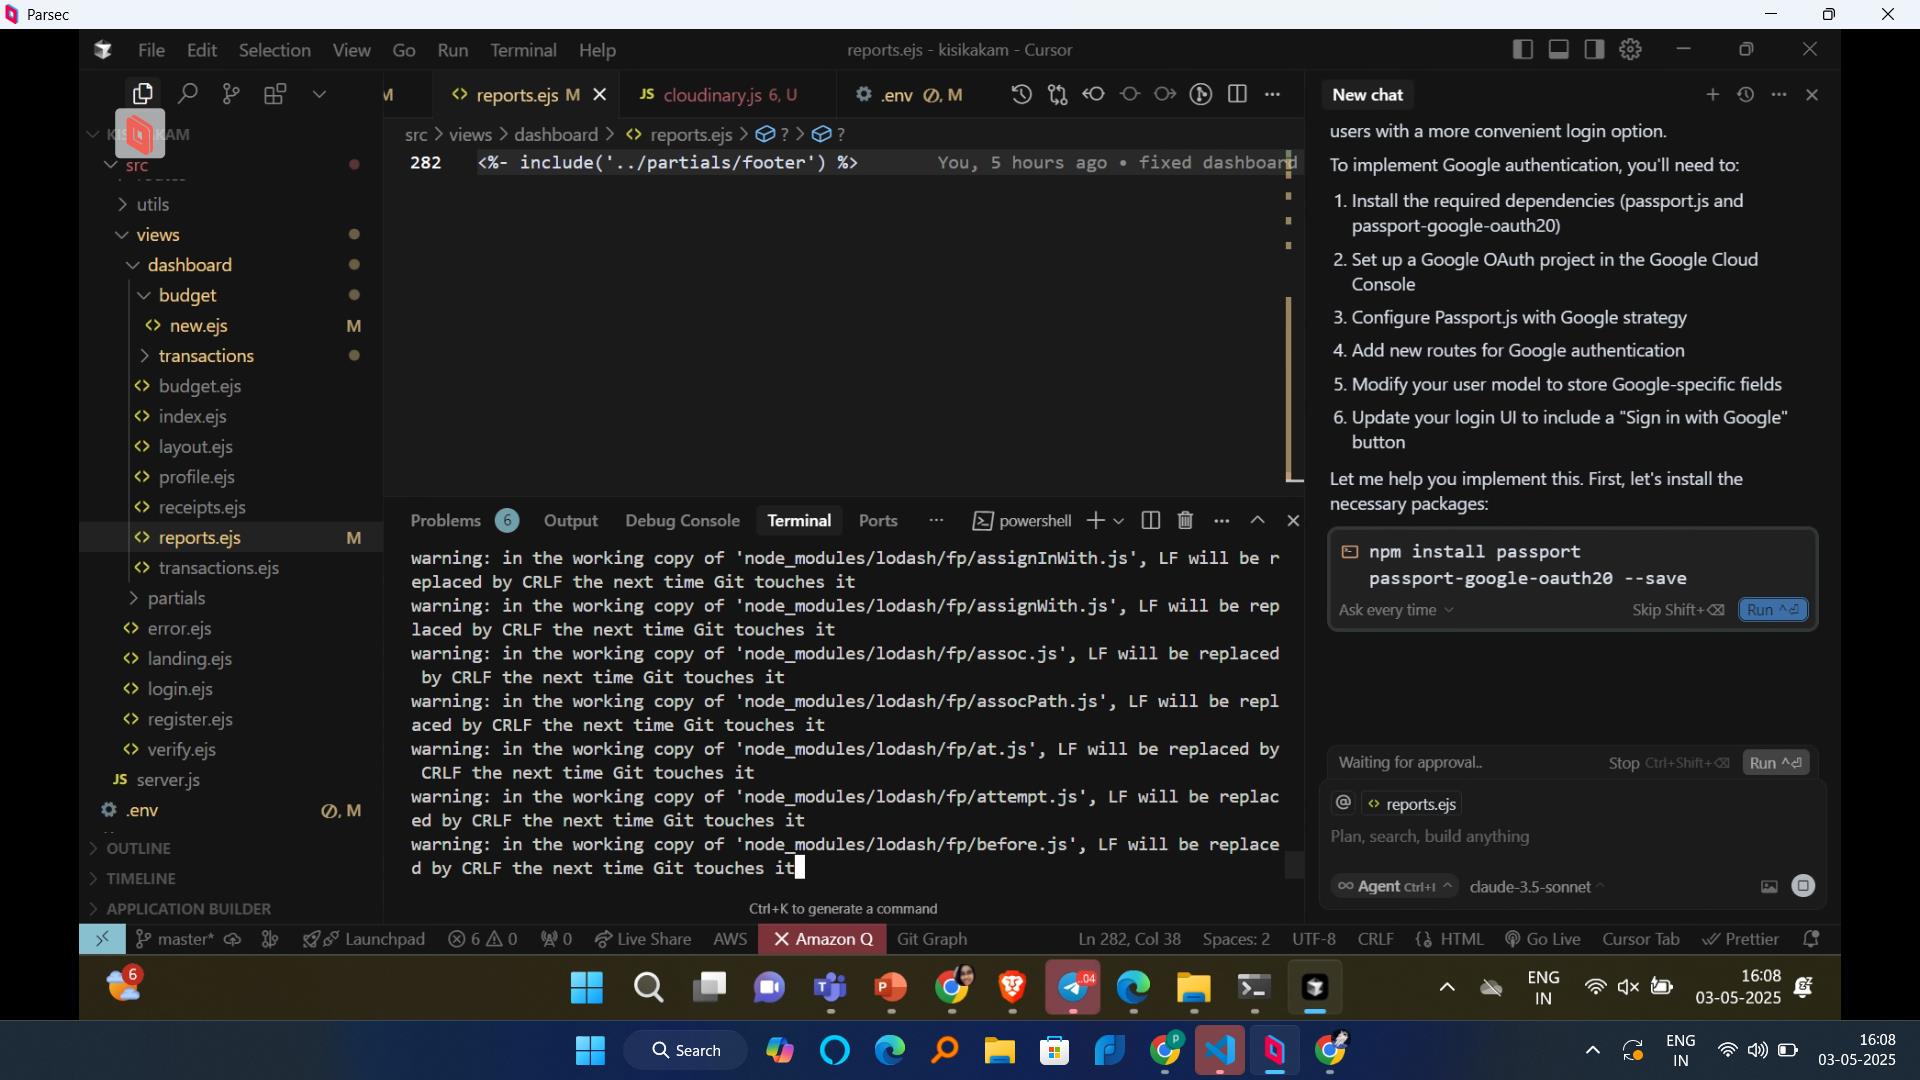 Parsec
File Edit Selection View Go Run Terminal Help
reports.ejs - kisikakam - Cursor
M
reports.ejs M
JS cloudinary.js 6, U
.env M
New chat
AM
src
utils
views
dashboard
budget
new.ejs M
transactions
budget.ejs
index.ejs
layout.ejs
profile.ejs
receipts.ejs
reports.ejs M
transactions.ejs
partials
error.ejs
landing.ejs
login.ejs
register.ejs
verify.ejs
JS server.js
.env , M
OUTLINE
TIMELINE
APPLICATION BUILDER
src > views > dashboard > reports.ejs > ? > ?
282 <%- include('../partials/footer') %> You, 5 hours ago • fixed dashboard
Problems 6 Output Debug Console Terminal Ports ··· powershell
warning: in the working copy of 'node_modules/lodash/fp/assignInWith.js', LF will be r
eplaced by CRLF the next time Git touches it
warning: in the working copy of 'node_modules/lodash/fp/assignWith.js', LF will be rep
laced by CRLF the next time Git touches it
warning: in the working copy of 'node_modules/lodash/fp/assoc.js', LF will be replaced
by CRLF the next time Git touches it
warning: in the working copy of 'node_modules/lodash/fp/assocPath.js', LF will be repl
aced by CRLF the next time Git touches it
warning: in the working copy of 'node_modules/lodash/fp/at.js', LF will be replaced by
CRLF the next time Git touches it
warning: in the working copy of 'node_modules/lodash/fp/attempt.js', LF will be replac
ed by CRLF the next time Git touches it
warning: in the working copy of 'node_modules/lodash/fp/before.js', LF will be replace
d by CRLF the next time Git touches it
Ctrl+K to generate a command
users with a more convenient login option.
To implement Google authentication, you'll need to:
1. Install the required dependencies (passport.js and
passport-google-oauth20)
2. Set up a Google OAuth project in the Google Cloud
Console
3. Configure Passport.js with Google strategy
4. Add new routes for Google authentication
5. Modify your user model to store Google-specific fields
6. Update your login UI to include a "Sign in with Google"
button
Let me help you implement this. First, let's install the
necessary packages:
npm install passport
passport-google-oauth20 --save
Ask every time Skip Shift+⌫ Run ^⏎
Waiting for approval.. Stop Ctrl+Shift+⌫ Run ^⏎
@ reports.ejs
Plan, search, build anything
∞ Agent Ctrl+I claude-3.5-sonnet
master* Launchpad 6 0 0 Live Share AWS Amazon Q Git Graph Ln 282, Col 38 Spaces: 2 UTF-8 CRLF {} HTML Go Live Cursor Tab Prettier
6
04
ENG
IN
16:08
03-05-2025
Search
ENG
IN
16:08
03-05-2025